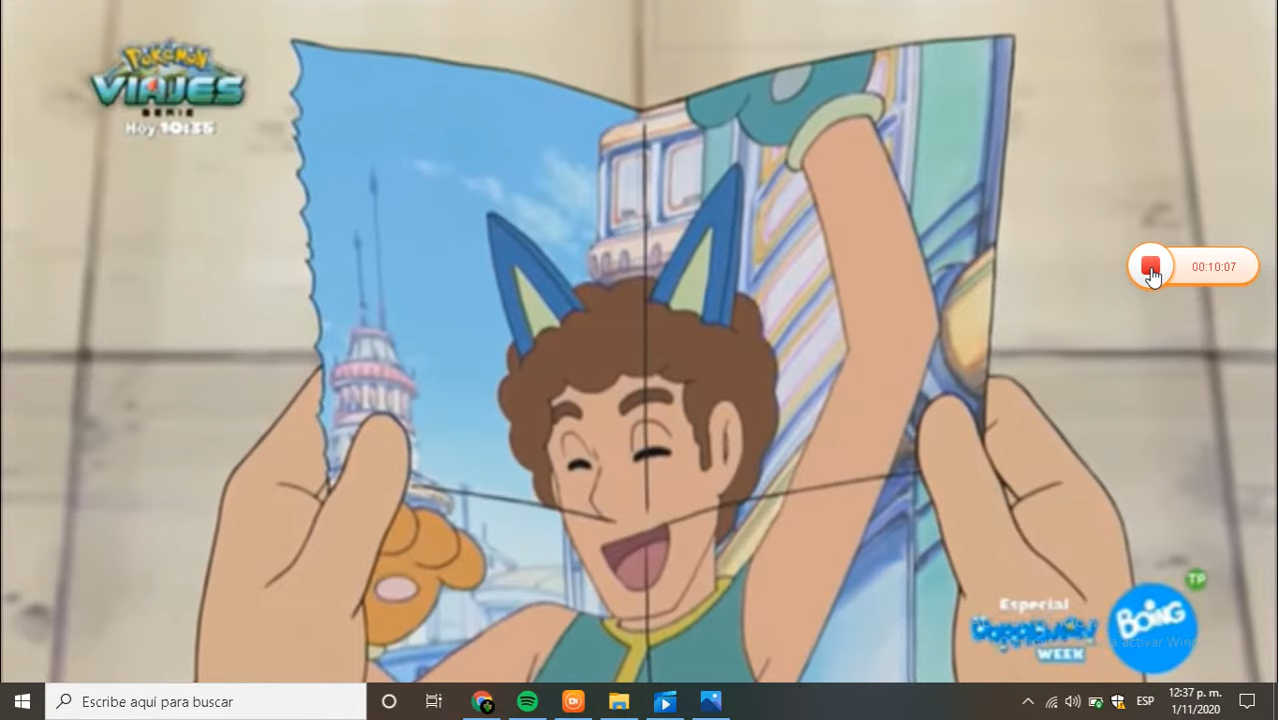 POKÉMON
VIAJES
SERIE
Hoy 10:35
00:10:07
TP
Especial
DORAEMON
WEEK
BOING
Escribe aquí para buscar
ESP
12:37 p. m.
1/11/2020